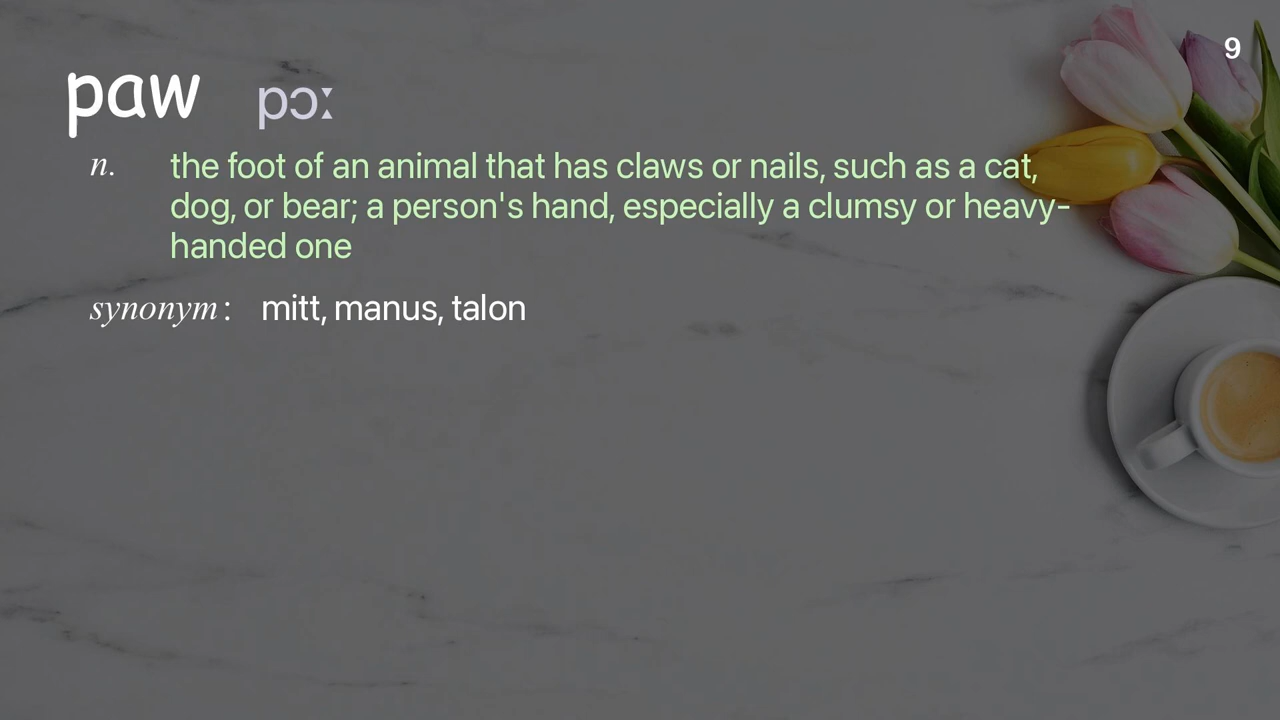 9
paw pɔː
n. the foot of an animal that has claws or nails, such as a cat,
dog, or bear; a person's hand, especially a clumsy or heavy-
handed one
synonym: mitt, manus, talon